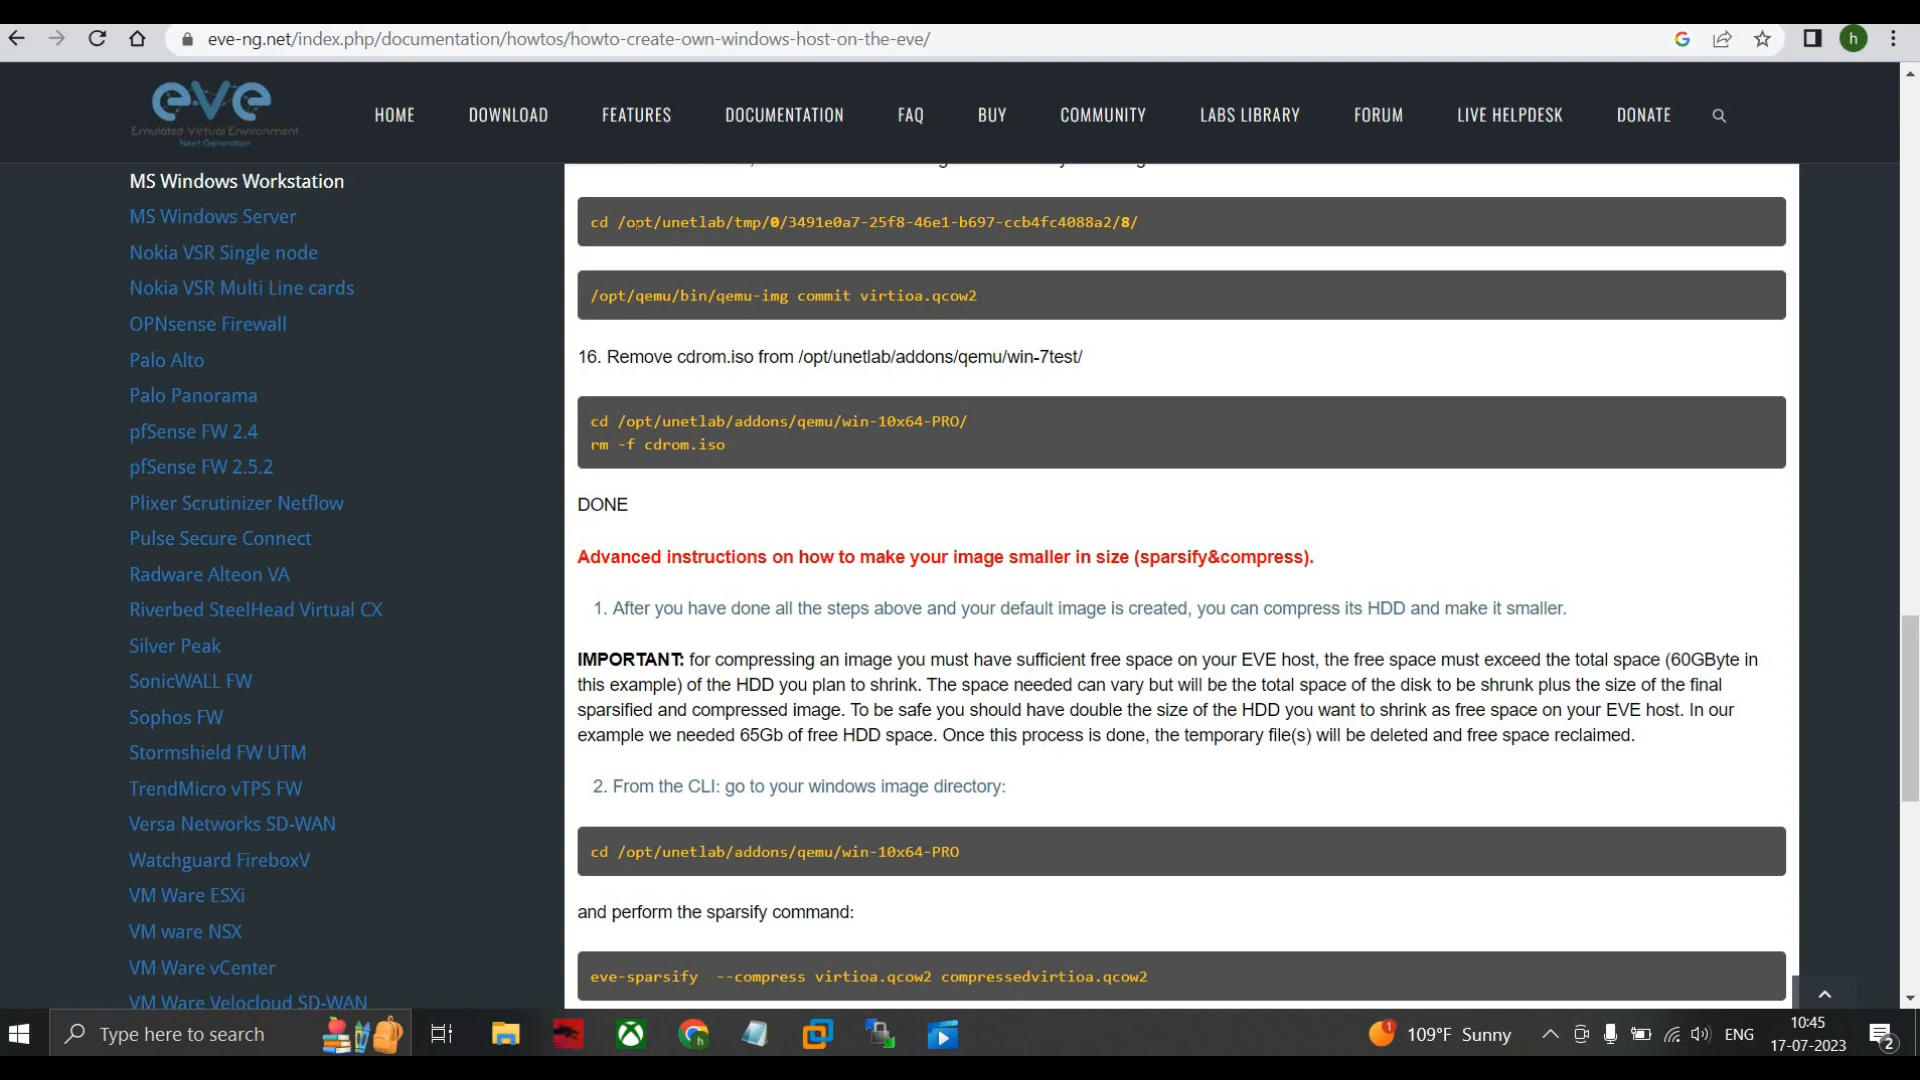 eve-ng.net/index.php/documentation/howtos/howto-create-own-windows-host-on-the-eve/
h
eve
Emulated Virtual Environment
Next Generation
HOME
DOWNLOAD
FEATURES
DOCUMENTATION
FAQ
BUY
COMMUNITY
LABS LIBRARY
FORUM
LIVE HELPDESK
DONATE
MS Windows Workstation
MS Windows Server
Nokia VSR Single node
Nokia VSR Multi Line cards
OPNsense Firewall
Palo Alto
Palo Panorama
pfSense FW 2.4
pfSense FW 2.5.2
Plixer Scrutinizer Netflow
Pulse Secure Connect
Radware Alteon VA
Riverbed SteelHead Virtual CX
Silver Peak
SonicWALL FW
Sophos FW
Stormshield FW UTM
TrendMicro vTPS FW
Versa Networks SD-WAN
Watchguard FireboxV
VM Ware ESXi
VM ware NSX
VM Ware vCenter
VM Ware Velocloud SD-WAN
cd /opt/unetlab/tmp/0/3491e0a7-25f8-46e1-b697-ccb4fc4088a2/8/
/opt/qemu/bin/qemu-img commit virtioa.qcow2
16. Remove cdrom.iso from /opt/unetlab/addons/qemu/win-7test/
cd /opt/unetlab/addons/qemu/win-10x64-PRO/
rm -f cdrom.iso
DONE
Advanced instructions on how to make your image smaller in size (sparsify&compress).
1. After you have done all the steps above and your default image is created, you can compress its HDD and make it smaller.
IMPORTANT: for compressing an image you must have sufficient free space on your EVE host, the free space must exceed the total space (60GByte in
this example) of the HDD you plan to shrink. The space needed can vary but will be the total space of the disk to be shrunk plus the size of the final
sparsified and compressed image. To be safe you should have double the size of the HDD you want to shrink as free space on your EVE host. In our
example we needed 65Gb of free HDD space. Once this process is done, the temporary file(s) will be deleted and free space reclaimed.
2. From the CLI: go to your windows image directory:
cd /opt/unetlab/addons/qemu/win-10x64-PRO
and perform the sparsify command:
eve-sparsify  --compress virtioa.qcow2 compressedvirtioa.qcow2
Type here to search
1
109°F Sunny
ENG
10:45
17-07-2023
2